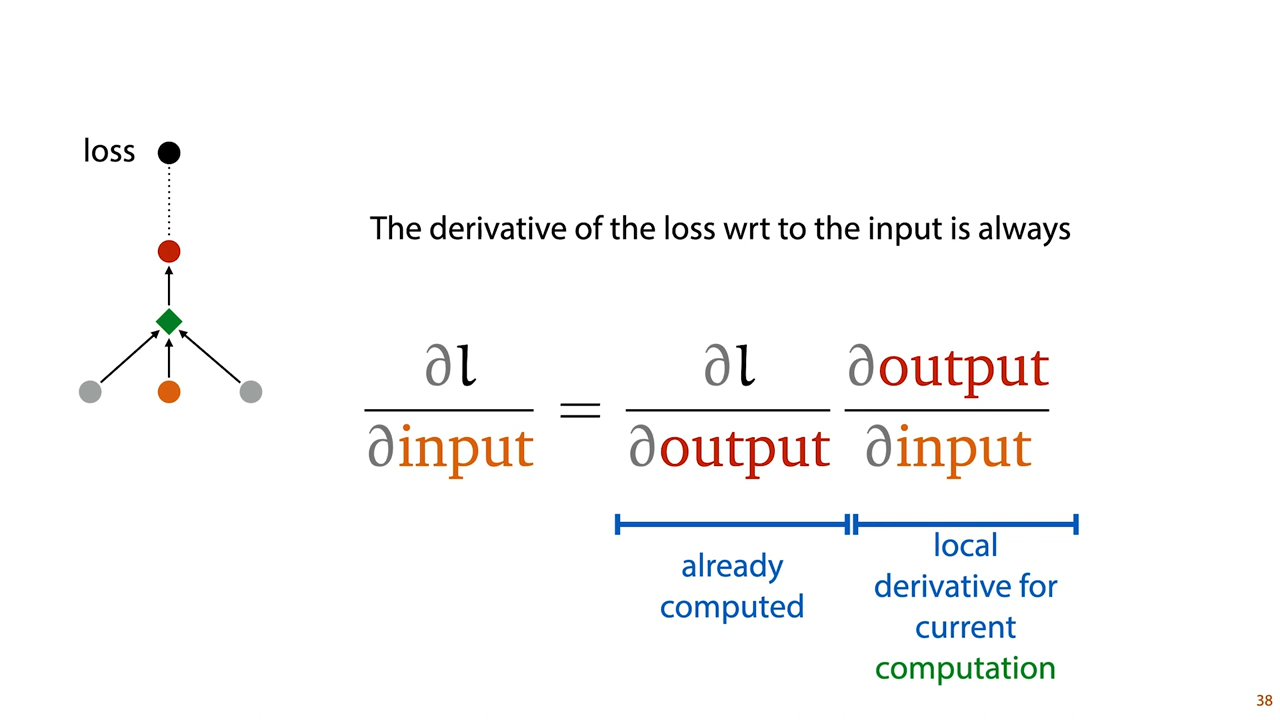 loss
The derivative of the loss wrt to the input is always
∂l / ∂input = ∂l / ∂output ∂output / ∂input
already
computed
local
derivative for
current
computation
38